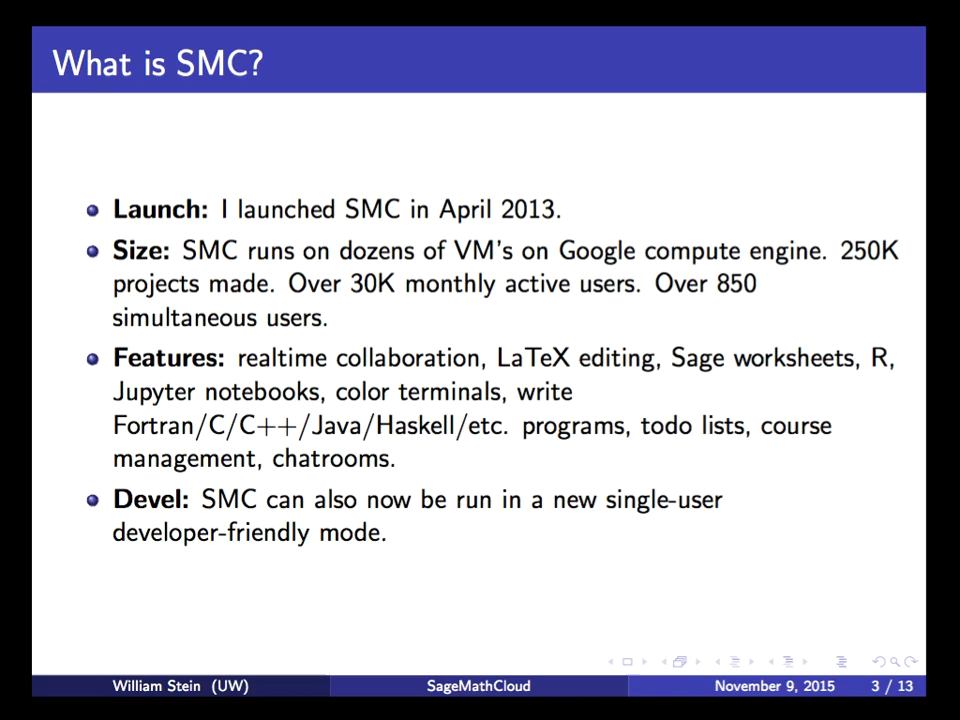 What is SMC?
Launch: I launched SMC in April 2013.
Size: SMC runs on dozens of VM's on Google compute engine. 250K
projects made. Over 30K monthly active users. Over 850
simultaneous users.
Features: realtime collaboration, LaTeX editing, Sage worksheets, R,
Jupyter notebooks, color terminals, write
Fortran/C/C++/Java/Haskell/etc. programs, todo lists, course
management, chatrooms.
Devel: SMC can also now be run in a new single-user
developer-friendly mode.
William Stein (UW) SageMathCloud November 9, 2015 3 / 13